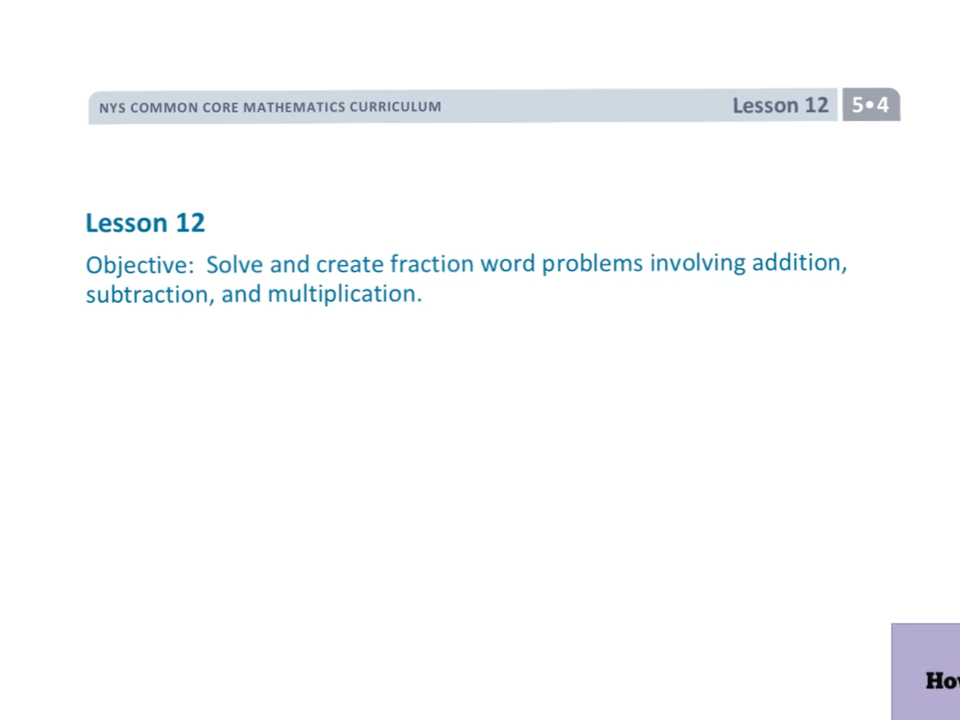 NYS COMMON CORE MATHEMATICS CURRICULUM Lesson 12 5•4
Lesson 12
Objective: Solve and create fraction word problems involving addition,
subtraction, and multiplication.